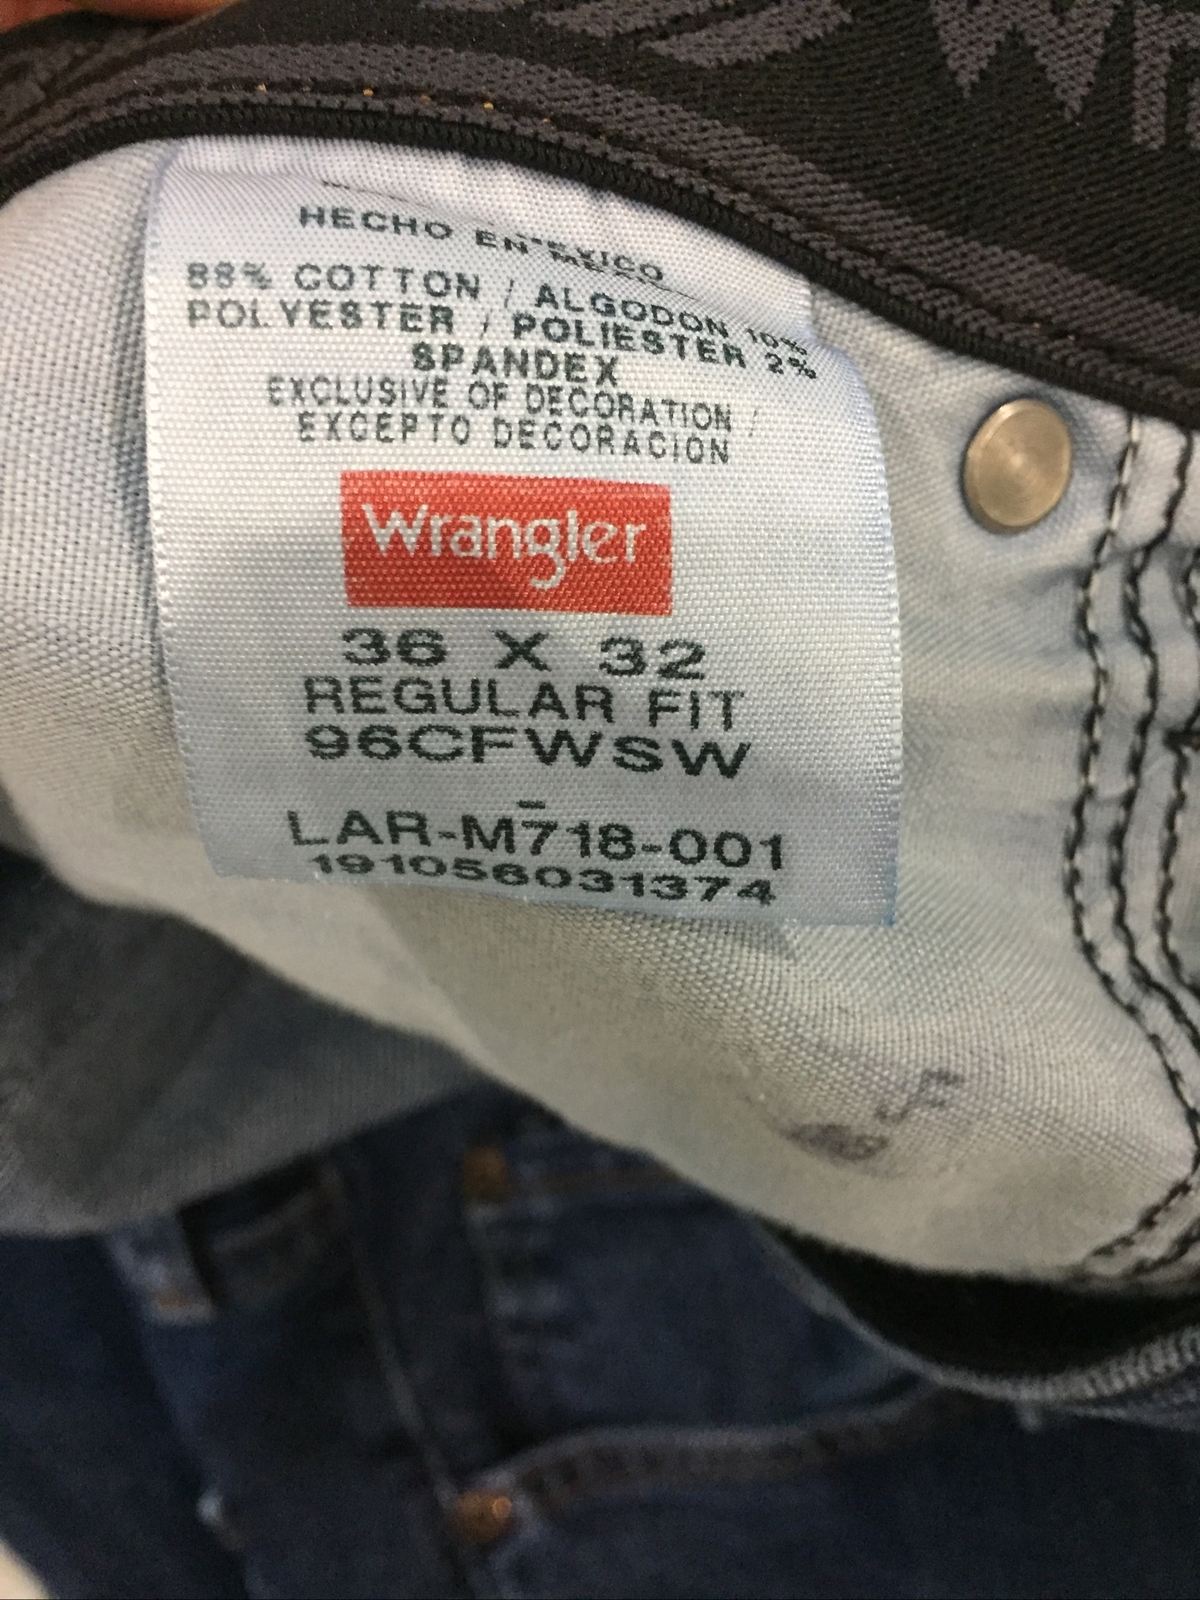 Wr
HECHO EN MEXICO
88% COTTON / ALGODON 10%
POLYESTER / POLIESTER 2%
SPANDEX
EXCLUSIVE OF DECORATION /
EXCEPTO DECORACION
Wrangler
36 X 32
REGULAR FIT
96CFWSW
LAR-M718-001
191056031374